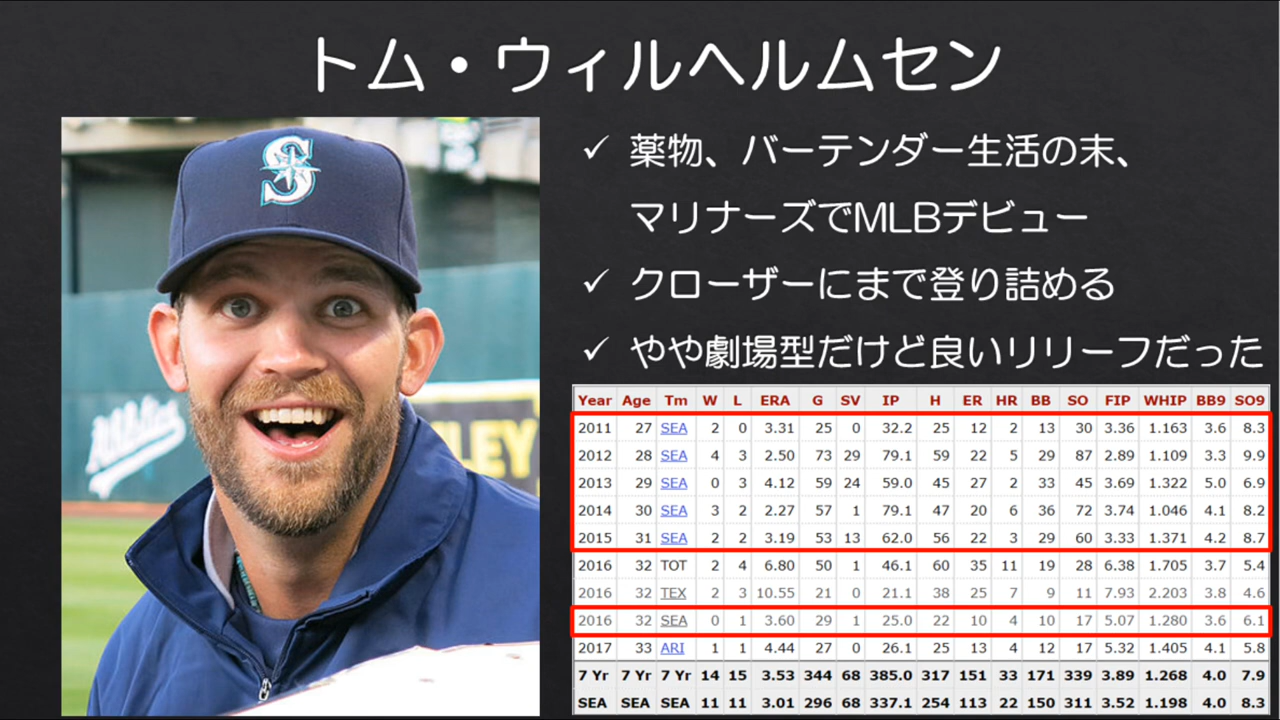 トム・ウィルヘルムセン
✓ 薬物、バーテンダー生活の末、
マリナーズでMLBデビュー
✓ クローザーにまで登り詰める
✓ やや劇場型だけど良いリリーフだった
S
Athletics
LEY
Year Age Tm W L ERA G SV IP H ER HR BB SO FIP WHIP BB9 SO9
2011 27 SEA 2 0 3.31 25 0 32.2 25 12 2 13 30 3.36 1.163 3.6 8.3
2012 28 SEA 4 3 2.50 73 29 79.1 59 22 5 29 87 2.89 1.109 3.3 9.9
2013 29 SEA 0 3 4.12 59 24 59.0 45 27 2 33 45 3.69 1.322 5.0 6.9
2014 30 SEA 3 2 2.27 57 1 79.1 47 20 6 36 72 3.74 1.046 4.1 8.2
2015 31 SEA 2 2 3.19 53 13 62.0 56 22 3 29 60 3.33 1.371 4.2 8.7
2016 32 TOT 2 4 6.80 50 1 46.1 60 35 11 19 28 6.38 1.705 3.7 5.4
2016 32 TEX 2 3 10.55 21 0 21.1 38 25 7 9 11 7.93 2.203 3.8 4.6
2016 32 SEA 0 1 3.60 29 1 25.0 22 10 4 10 17 5.07 1.280 3.6 6.1
2017 33 ARI 1 1 4.44 27 0 26.1 25 13 4 12 17 5.32 1.405 4.1 5.8
7 Yr 7 Yr 7 Yr 14 15 3.53 344 68 385.0 317 151 33 171 339 3.89 1.268 4.0 7.9
SEA SEA SEA 11 11 3.01 296 68 337.1 254 113 22 150 311 3.52 1.198 4.0 8.3